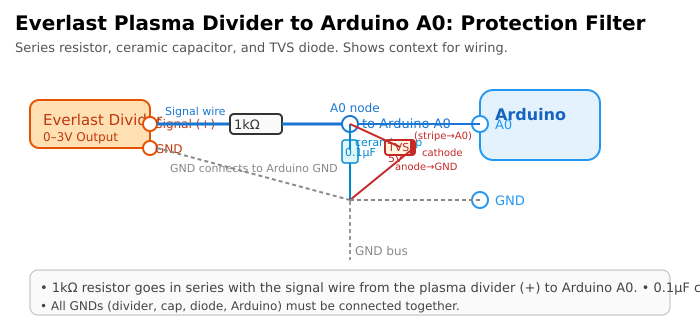 Everlast Plasma Divider to Arduino A0: Protection Filter
Series resistor, ceramic capacitor, and TVS diode. Shows context for wiring.
Everlast Divid
0–3V Output
Signal (+)
GND
Signal wire
1kΩ
A0 node
to Arduino A0
Arduino
A0
0.1µF
TVS
5V
(stripe→A0)
cathode
anode→GND
GND connects to Arduino GND
GND
GND bus
• 1kΩ resistor goes in series with the signal wire from the plasma divider (+) to Arduino A0. • 0.1µF
• All GNDs (divider, cap, diode, Arduino) must be connected together.